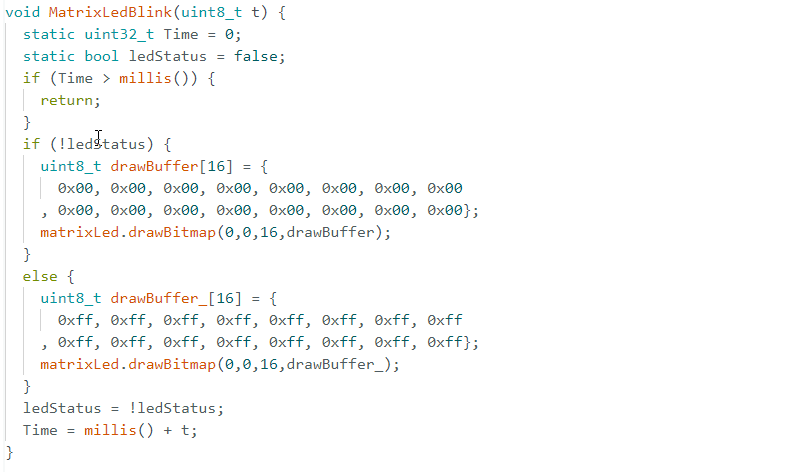 void MatrixLedBlink(uint8_t t) {
static uint32_t Time = 0;
static bool ledStatus = false;
if (Time > millis()) {
return;
}
if (!ledStatus) {
uint8_t drawBuffer[16] = {
0x00, 0x00, 0x00, 0x00, 0x00, 0x00, 0x00, 0x00
, 0x00, 0x00, 0x00, 0x00, 0x00, 0x00, 0x00, 0x00};
matrixLed.drawBitmap(0,0,16,drawBuffer);
}
else {
uint8_t drawBuffer_[16] = {
0xff, 0xff, 0xff, 0xff, 0xff, 0xff, 0xff, 0xff
, 0xff, 0xff, 0xff, 0xff, 0xff, 0xff, 0xff, 0xff};
matrixLed.drawBitmap(0,0,16,drawBuffer_);
}
ledStatus = !ledStatus;
Time = millis() + t;
}